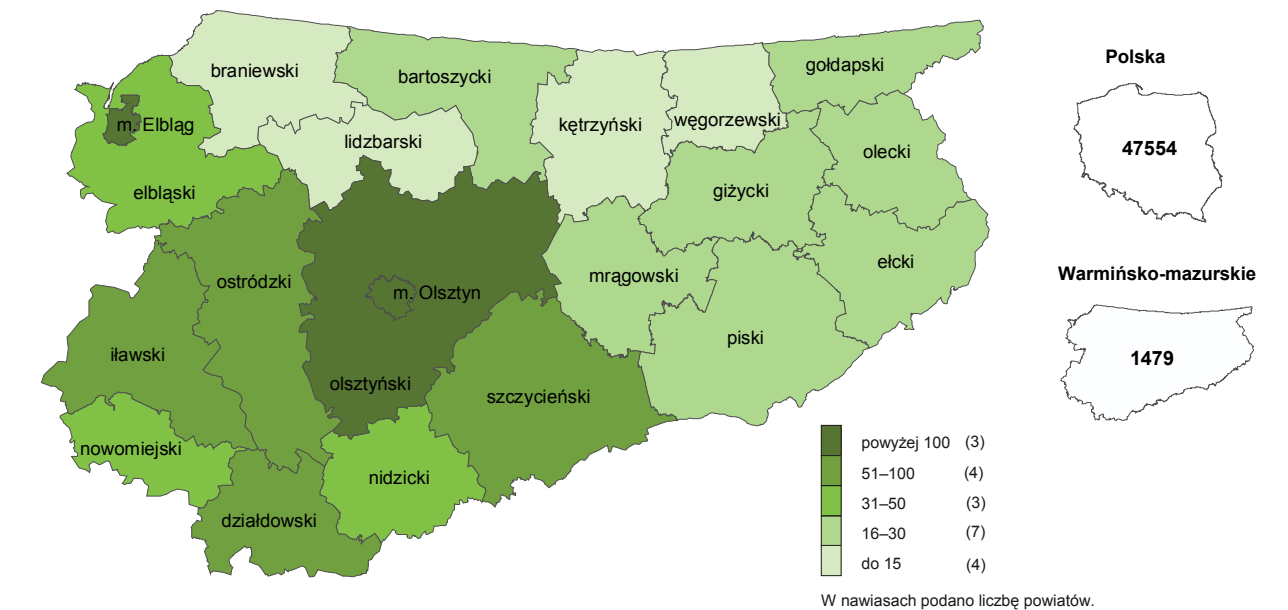 braniewski
bartoszycki
gołdapski
m. Elbląg
lidzbarski
kętrzyński
węgorzewski
olecki
elbląski
giżycki
ostródzki
mrągowski
ełcki
m. Olsztyn
iławski
piski
olsztyński
szczycieński
nowomiejski
nidzicki
działdowski
Polska
47554
Warmińsko-mazurskie
1479
powyżej 100 (3)
51–100 (4)
31–50 (3)
16–30 (7)
do 15 (4)
W nawiasach podano liczbę powiatów.